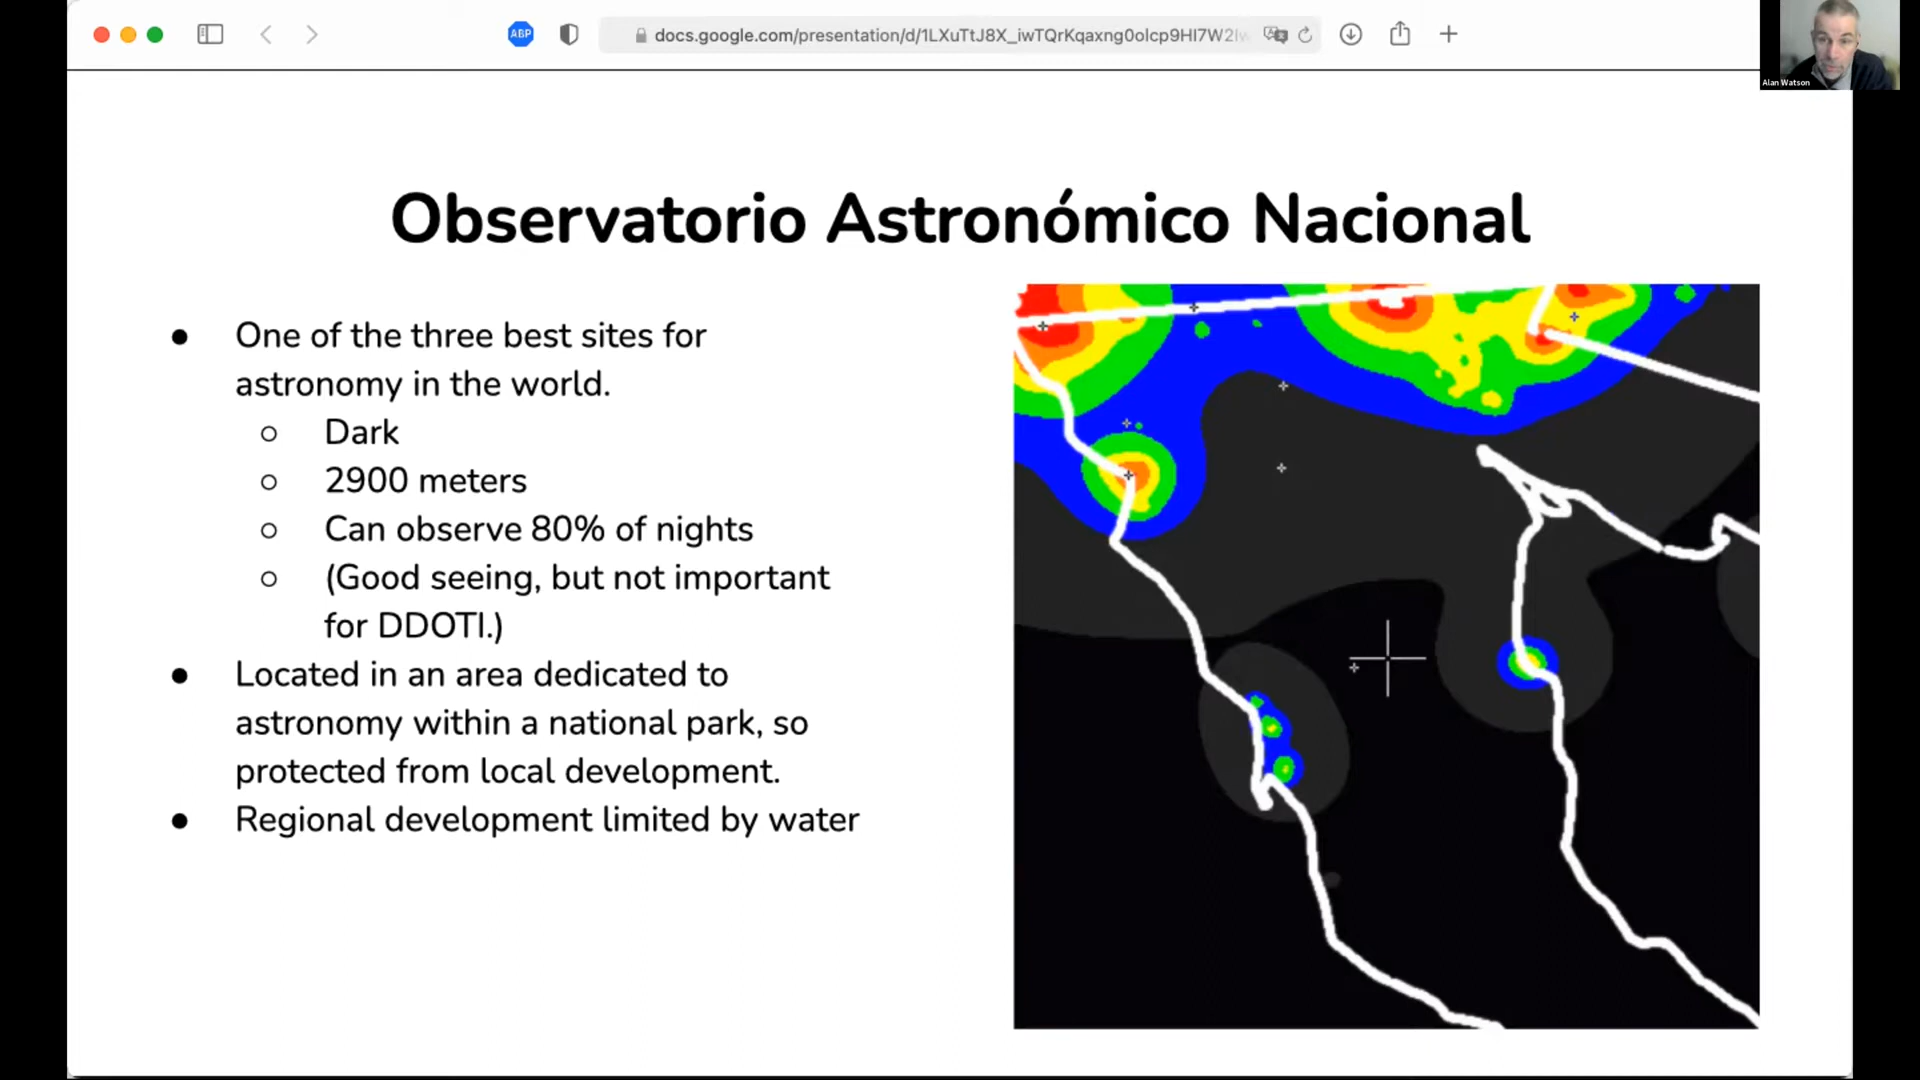 ABP
docs.google.com/presentation/d/1LXuTtJ8X_iwTQrKqaxng0olcp9HI7W2
Alan Watson
Observatorio Astronómico Nacional
● One of the three best sites for
astronomy in the world.
○ Dark
○ 2900 meters
○ Can observe 80% of nights
○ (Good seeing, but not important
for DDOTI.)
● Located in an area dedicated to
astronomy within a national park, so
protected from local development.
● Regional development limited by water